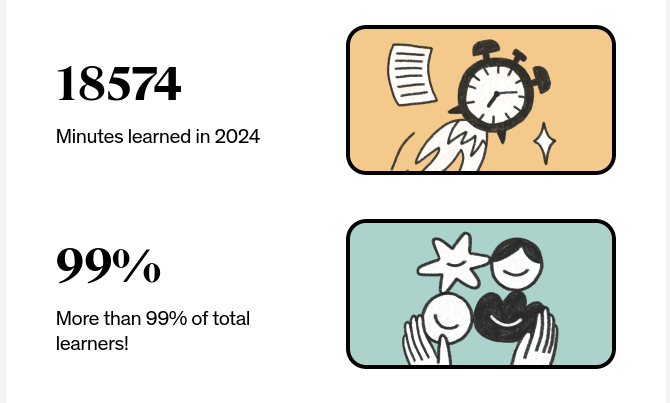 18574
Minutes learned in 2024
99%
More than 99% of total
learners!